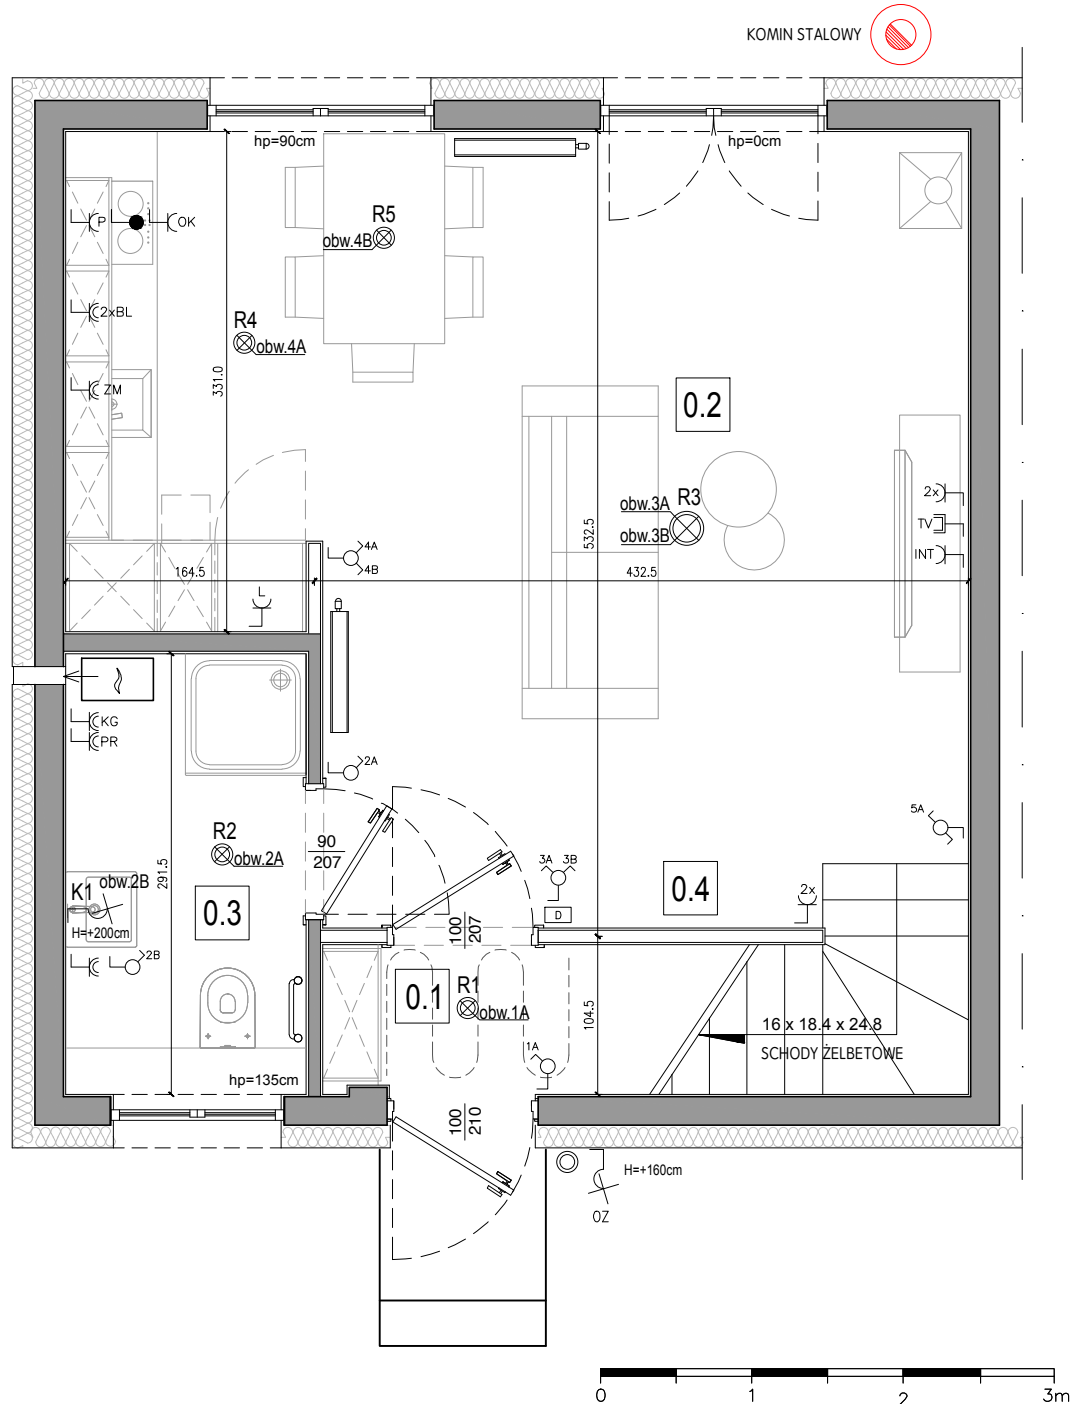 KOMIN STALOWY
hp=90cm
hp=0cm
P
OK
R5
obw.4B
2xBL
R4
obw.4A
ZM
331.0
0.2
2x
TV
INT
obw.3A
R3
obw.3B
532.5
4A
4B
164.5
432.5
L
KG
PR
2A
5A
R2
obw.2A
90
207
291.5
3A
3B
K1
obw.2B
0.3
0.4
2x
D
H=+200cm
100
207
2B
0.1
R1
obw.1A
104.5
16 x 18.4 x 24.8
SCHODY ŻELBETOWE
1A
hp=135cm
100
210
H=+160cm
OZ
0
1
2
3m